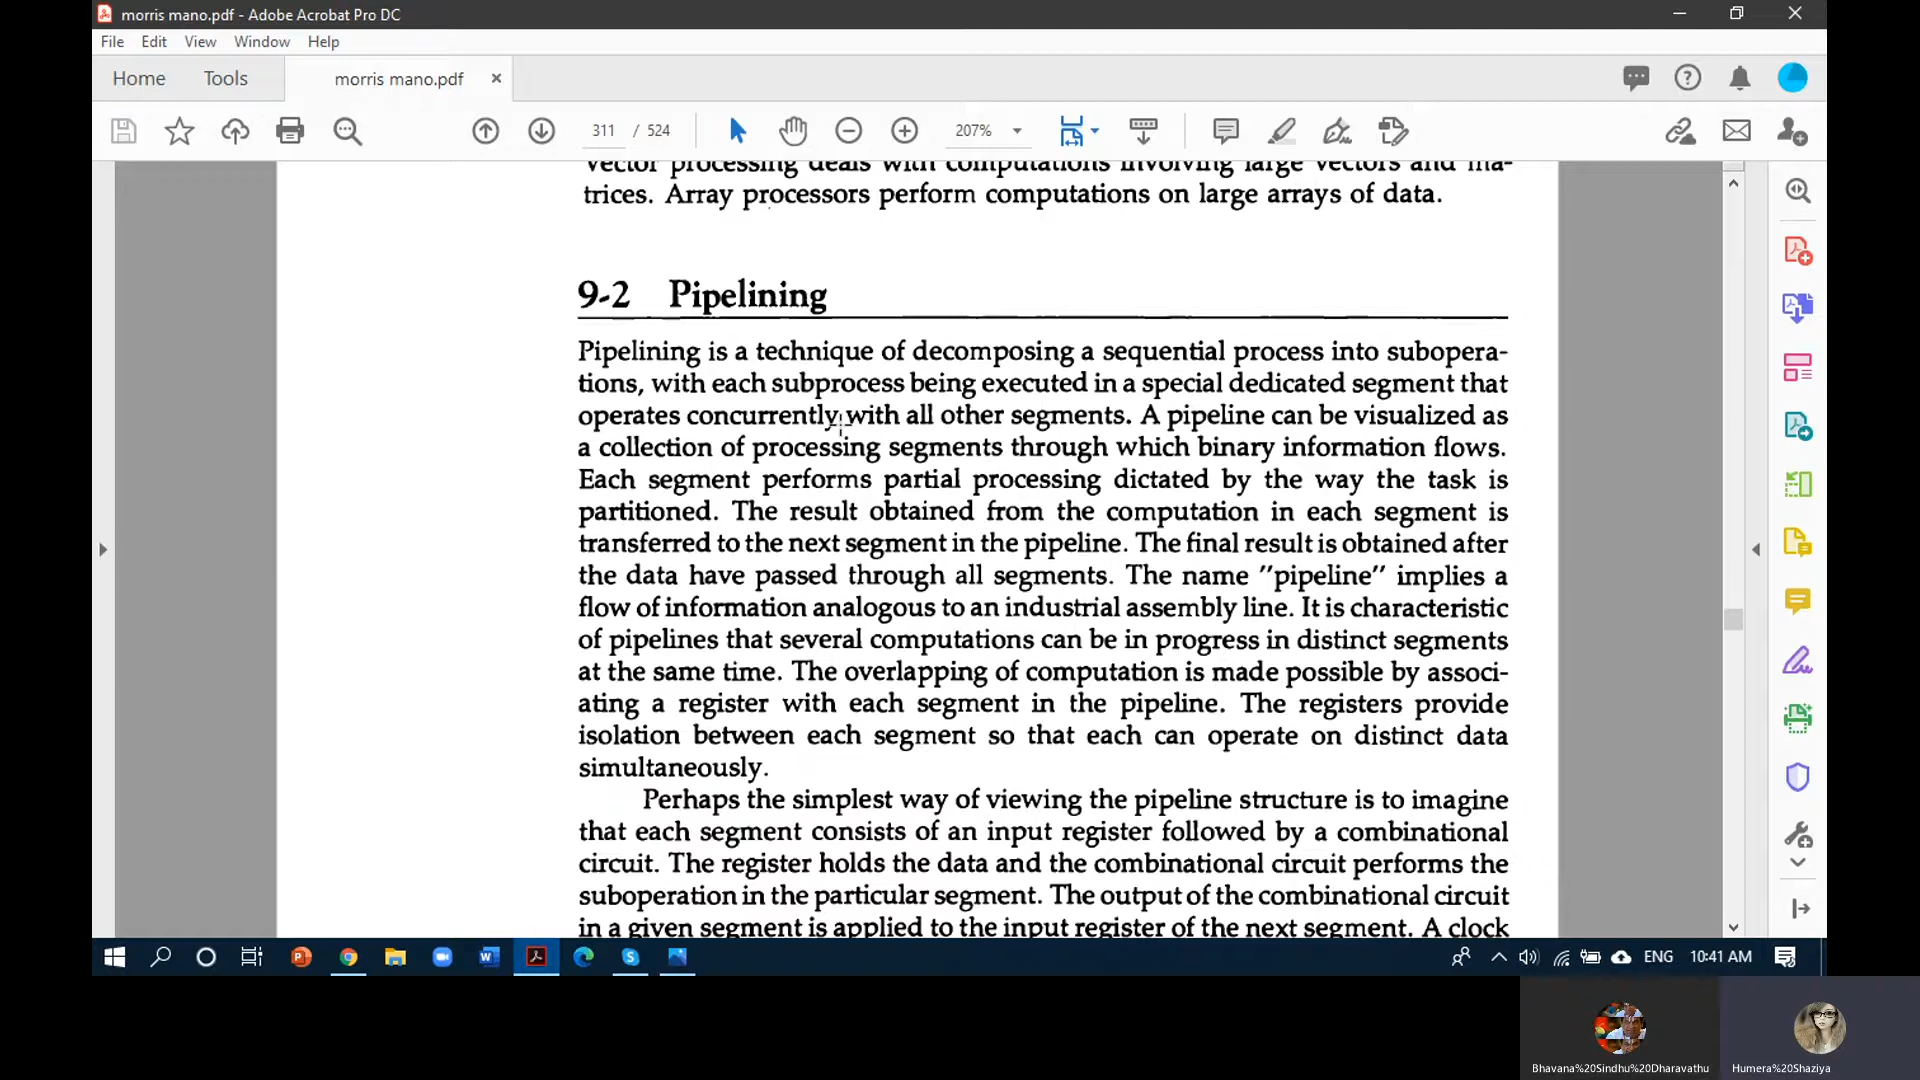 morris mano.pdf - Adobe Acrobat Pro DC
File Edit View Window Help
Home Tools morris mano.pdf
311 / 524 207%
Vector processing deals with computations involving large vectors and ma-
trices. Array processors perform computations on large arrays of data.
9-2 Pipelining
Pipelining is a technique of decomposing a sequential process into subopera-
tions, with each subprocess being executed in a special dedicated segment that
operates concurrently with all other segments. A pipeline can be visualized as
a collection of processing segments through which binary information flows.
Each segment performs partial processing dictated by the way the task is
partitioned. The result obtained from the computation in each segment is
transferred to the next segment in the pipeline. The final result is obtained after
the data have passed through all segments. The name "pipeline" implies a
flow of information analogous to an industrial assembly line. It is characteristic
of pipelines that several computations can be in progress in distinct segments
at the same time. The overlapping of computation is made possible by associ-
ating a register with each segment in the pipeline. The registers provide
isolation between each segment so that each can operate on distinct data
simultaneously.
Perhaps the simplest way of viewing the pipeline structure is to imagine
that each segment consists of an input register followed by a combinational
circuit. The register holds the data and the combinational circuit performs the
suboperation in the particular segment. The output of the combinational circuit
in a given segment is applied to the input register of the next segment. A clock
ENG 10:41 AM
Bhavana%20Sindhu%20Dharavathu Humera%20Shaziya